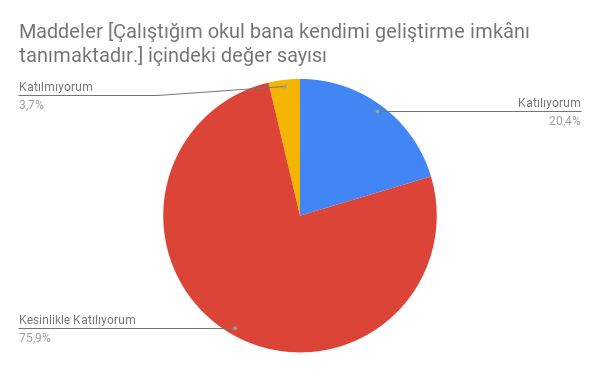 Maddeler [Çalıştığım okul bana kendimi geliştirme imkânı
tanımaktadır.] içindeki değer sayısı
Katılmıyorum
3,7%
Katılıyorum
20,4%
Kesinlikle Katılıyorum
75,9%